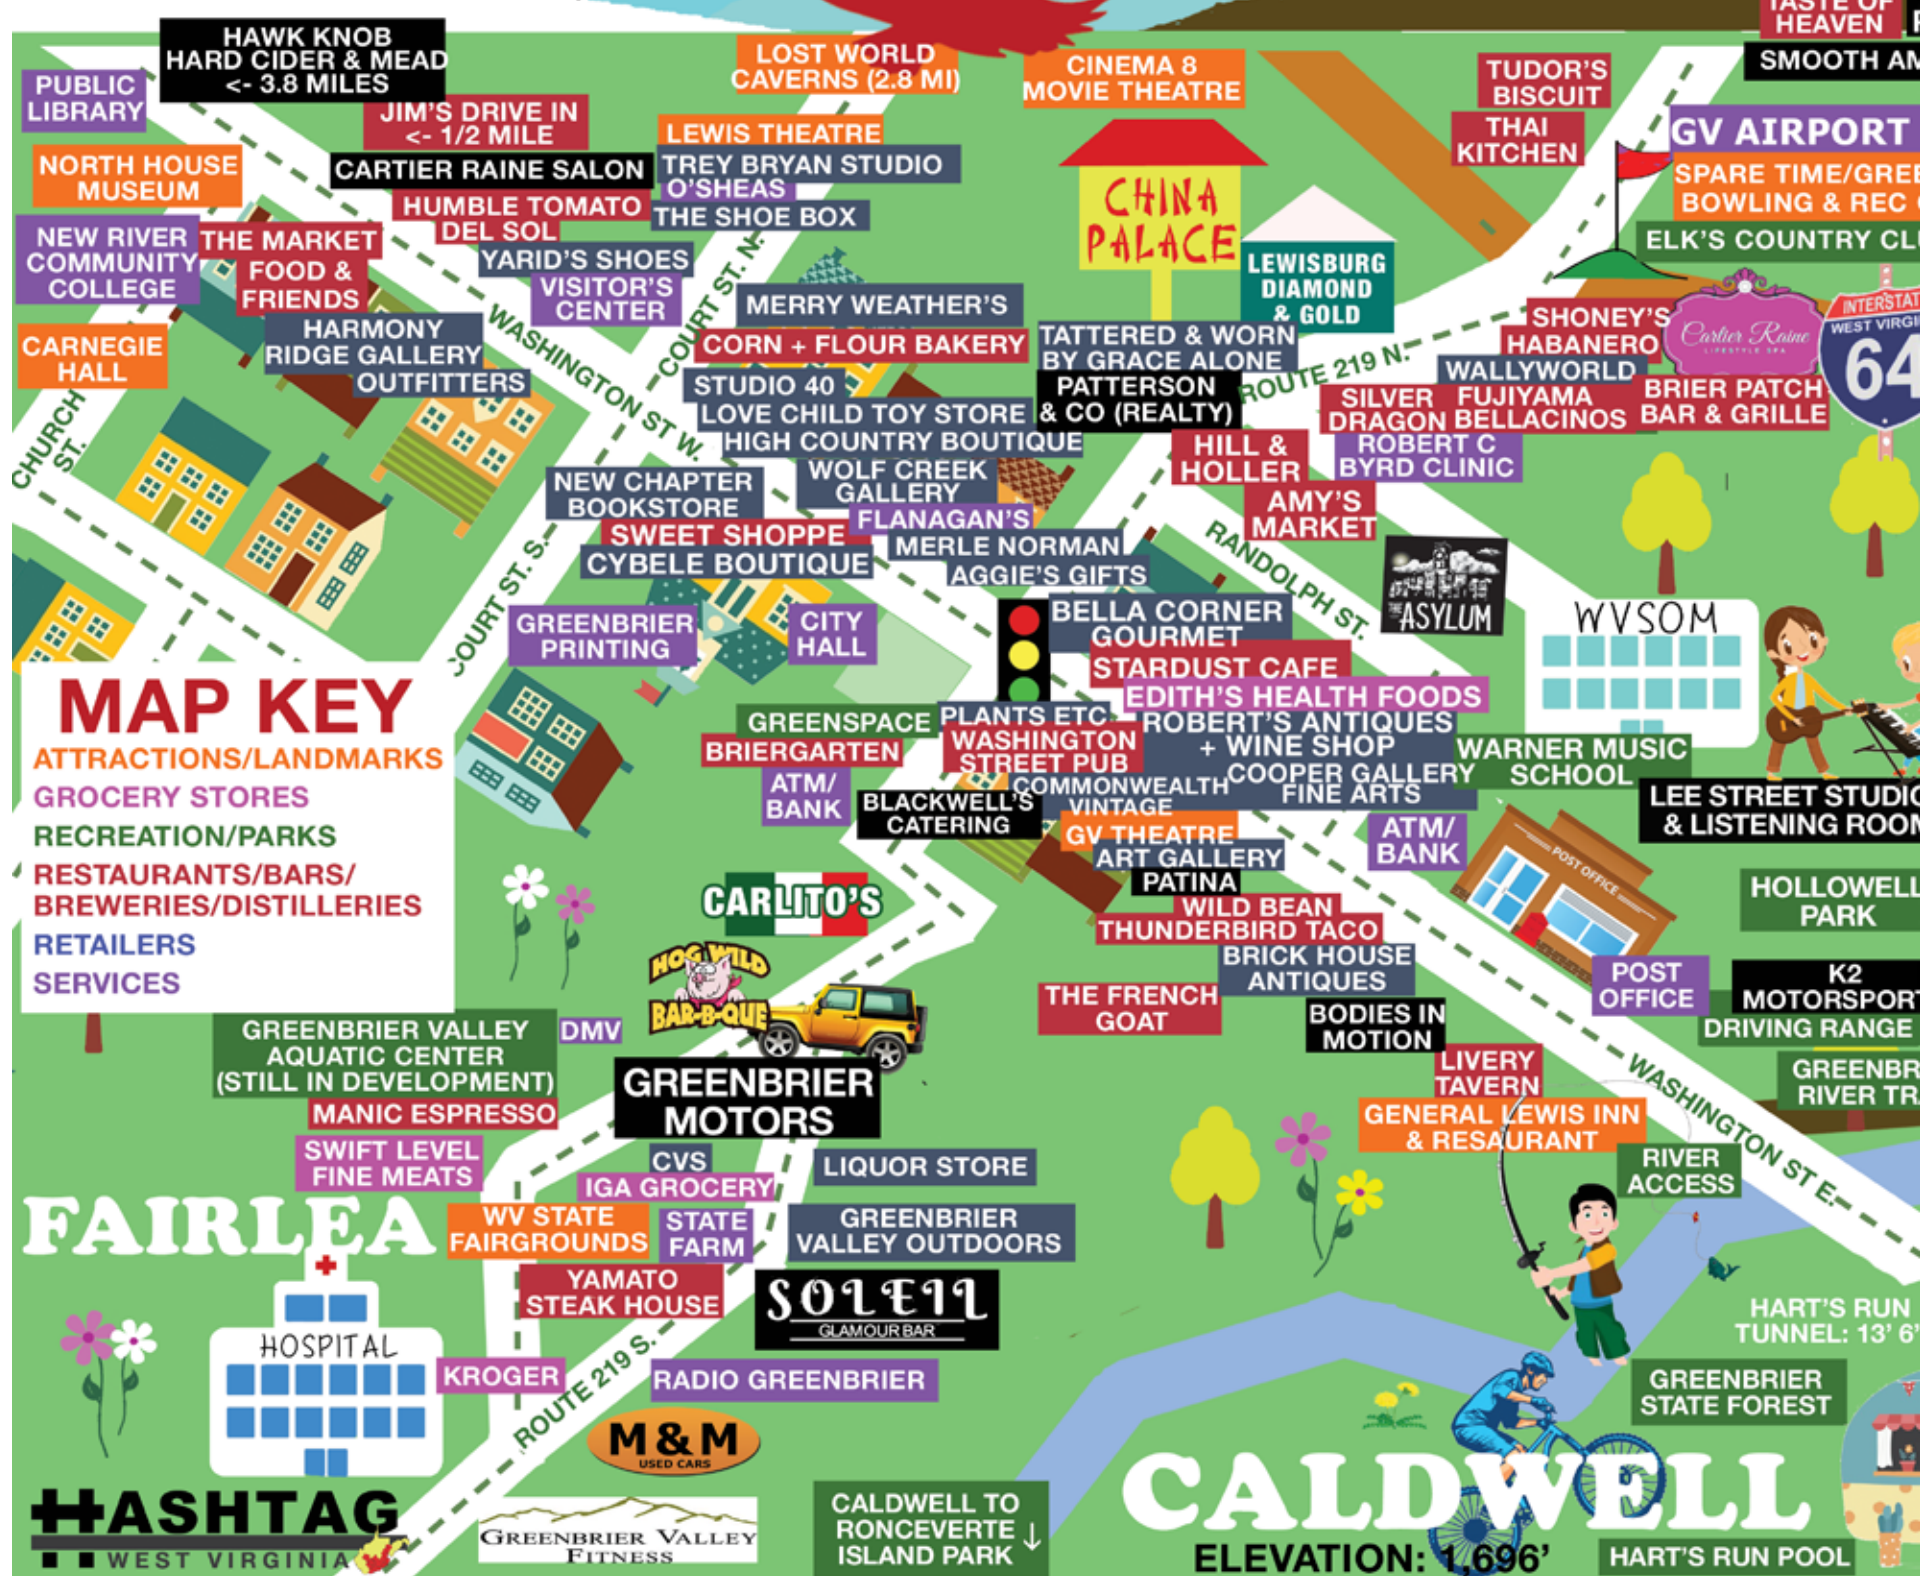 TASTE OF
HEAVEN
SMOOTH AM
HAWK KNOB
HARD CIDER & MEAD
<- 3.8 MILES
PUBLIC
LIBRARY
JIM'S DRIVE IN
<- 1/2 MILE
LOST WORLD
CAVERNS (2.8 MI)
CINEMA 8
MOVIE THEATRE
TUDOR'S
BISCUIT
THAI
KITCHEN
GV AIRPORT
SPARE TIME/GREE
BOWLING & REC
ELK'S COUNTRY CL
NORTH HOUSE
MUSEUM
CARTIER RAINE SALON
LEWIS THEATRE
TREY BRYAN STUDIO
O'SHEAS
THE SHOE BOX
HUMBLE TOMATO
DEL SOL
YARID'S SHOES
VISITOR'S
CENTER
NEW RIVER
COMMUNITY
COLLEGE
THE MARKET
FOOD &
FRIENDS
HARMONY
RIDGE GALLERY
OUTFITTERS
CARNEGIE
HALL
CHURCH
ST.
WASHINGTON ST W.
COURT ST. N.
CHINA
PALACE
LEWISBURG
DIAMOND
& GOLD
MERRY WEATHER'S
CORN + FLOUR BAKERY
TATTERED & WORN
BY GRACE ALONE
PATTERSON
& CO (REALTY)
ROUTE 219 N.
SHONEY'S
HABANERO
WALLYWORLD
Cartier Raine
LIFESTYLE SPA
INTERSTAT
WEST VIRGI
64
SILVER
DRAGON
FUJIYAMA
BELLACINOS
BRIER PATCH
BAR & GRILLE
ROBERT C
BYRD CLINIC
STUDIO 40
LOVE CHILD TOY STORE
HIGH COUNTRY BOUTIQUE
WOLF CREEK
GALLERY
NEW CHAPTER
BOOKSTORE
FLANAGAN'S
SWEET SHOPPE
CYBELE BOUTIQUE
MERLE NORMAN
AGGIE'S GIFTS
HILL &
HOLLER
AMY'S
MARKET
RANDOLPH ST.
THE
ASYLUM
WVSOM
COURT ST. S.
GREENBRIER
PRINTING
CITY
HALL
BELLA CORNER
GOURMET
STARDUST CAFE
EDITH'S HEALTH FOODS
GREENSPACE
BRIERGARTEN
ATM/
BANK
PLANTS ETC.
WASHINGTON
STREET PUB
ROBERT'S ANTIQUES
+ WINE SHOP
COMMONWEALTH
VINTAGE
COOPER GALLERY
FINE ARTS
WARNER MUSIC
SCHOOL
LEE STREET STUDIO
& LISTENING ROOM
BLACKWELL'S
CATERING
GV THEATRE
ART GALLERY
PATINA
ATM/
BANK
POST OFFICE
WILD BEAN
THUNDERBIRD TACO
BRICK HOUSE
ANTIQUES
HOLLOWELL
PARK
MAP KEY
ATTRACTIONS/LANDMARKS
GROCERY STORES
RECREATION/PARKS
RESTAURANTS/BARS/
BREWERIES/DISTILLERIES
RETAILERS
SERVICES
CARLITO'S
HOG WILD
BAR-B-QUE
THE FRENCH
GOAT
BODIES IN
MOTION
POST
OFFICE
K2
MOTORSPORT
DRIVING RANGE
GREENBR
RIVER TRA
LIVERY
TAVERN
GENERAL LEWIS INN
& RESAURANT
WASHINGTON ST E.
RIVER
ACCESS
GREENBRIER VALLEY
AQUATIC CENTER
(STILL IN DEVELOPMENT)
DMV
MANIC ESPRESSO
GREENBRIER
MOTORS
SWIFT LEVEL
FINE MEATS
CVS
IGA GROCERY
LIQUOR STORE
FAIRLEA
WV STATE
FAIRGROUNDS
STATE
FARM
GREENBRIER
VALLEY OUTDOORS
YAMATO
STEAK HOUSE
SOLEIL
GLAMOUR BAR
HOSPITAL
KROGER
ROUTE 219 S.
RADIO GREENBRIER
M&M
USED CARS
HART'S RUN
TUNNEL: 13' 6"
GREENBRIER
STATE FOREST
HASHTAG
WEST VIRGINIA
GREENBRIER VALLEY
FITNESS
CALDWELL TO
RONCEVERTE
ISLAND PARK ↓
CALDWELL
ELEVATION: 1,696'
HART'S RUN POOL